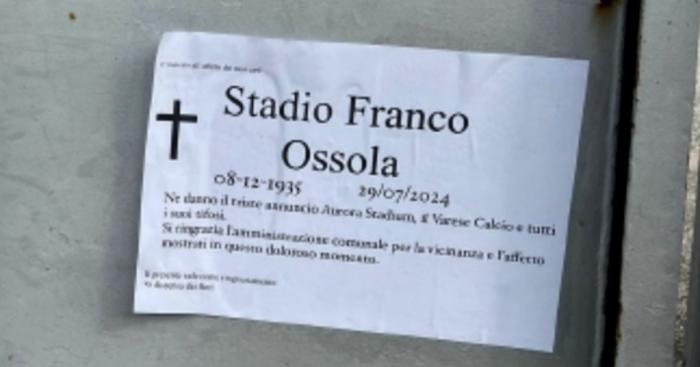 Stadio Franco
Ossola
08-12-1935 29/07/2024
Ne danno il triste annuncio Aurora Stadium, il Varese Calcio e tutti
i suoi tifosi.
Si ringrazia l'amministrazione comunale per la vicinanza e l'affetto
mostrati in questo doloroso momento.